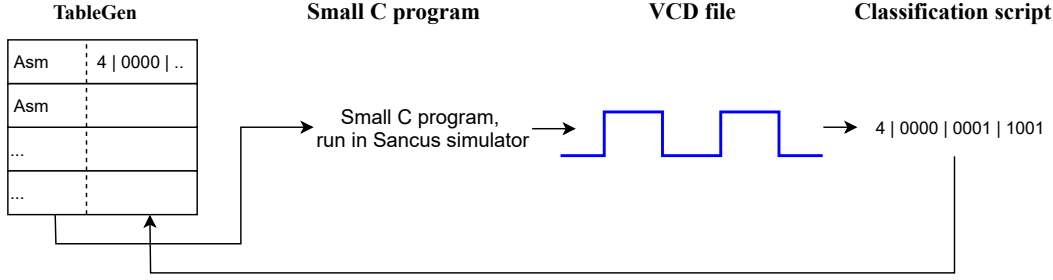 TableGen
Small C program
VCD file
Classification script
Asm
4 | 0000 | ..
Asm
...
...
Small C program,
run in Sancus simulator
4 | 0000 | 0001 | 1001